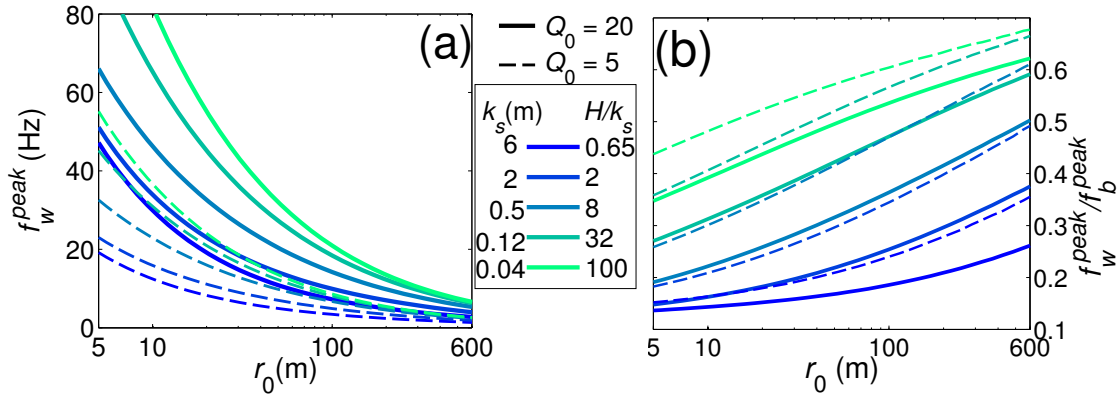 80
60
40
20
0
f_w^peak (Hz)
5
10
100
600
r_0(m)
(a)
Q_0 = 20
Q_0 = 5
k_s(m) H/k_s
6 0.65
2 2
0.5 8
0.12 32
0.04 100
(b)
0.6
0.5
0.4
0.3
0.2
0.1
f_w^peak/f_b^peak
5
10
100
600
r_0 (m)